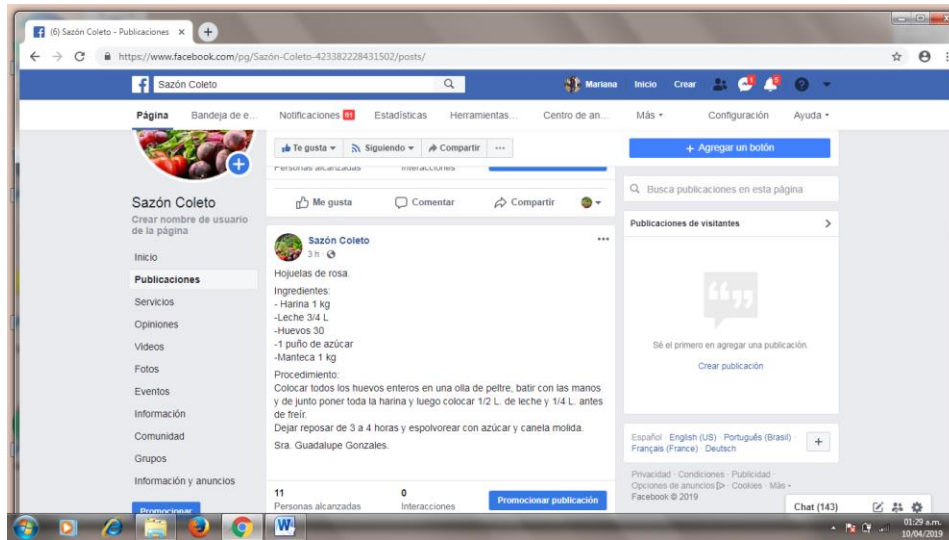 (6) Sazón Coleto - Publicaciones
https://www.facebook.com/pg/Sazón-Coleto-423382228431502/posts/
Sazón Coleto
Mariana Inicio Crear
Página Bandeja de e... Notificaciones 81 Estadísticas Herramientas... Centro de an... Más Configuración Ayuda
Te gusta Siguiendo Compartir
+ Agregar un botón
Personas alcanzadas Interacciones
Me gusta Comentar Compartir
Sazón Coleto
Crear nombre de usuario
de la página
Inicio
Publicaciones
Servicios
Opiniones
Videos
Fotos
Eventos
Información
Comunidad
Grupos
Información y anuncios
Promocionar
Sazón Coleto
3 h
Hojuelas de rosa.
Ingredientes:
- Harina 1 kg
-Leche 3/4 L
-Huevos 30
-1 puño de azúcar
-Manteca 1 kg
Procedimiento:
Colocar todos los huevos enteros en una olla de peltre, batir con las manos
y de junto poner toda la harina y luego colocar 1/2 L. de leche y 1/4 L. antes
de freír.
Dejar reposar de 3 a 4 horas y espolvorear con azúcar y canela molida.
Sra. Guadalupe Gonzales.
11 0
Personas alcanzadas Interacciones
Promocionar publicación
Busca publicaciones en esta página
Publicaciones de visitantes
Sé el primero en agregar una publicación.
Crear publicación
Español · English (US) · Português (Brasil) ·
Français (France) · Deutsch
Privacidad · Condiciones · Publicidad ·
Opciones de anuncios · Cookies · Más
Facebook © 2019
Chat (143)
01:29 a.m.
10/04/2019